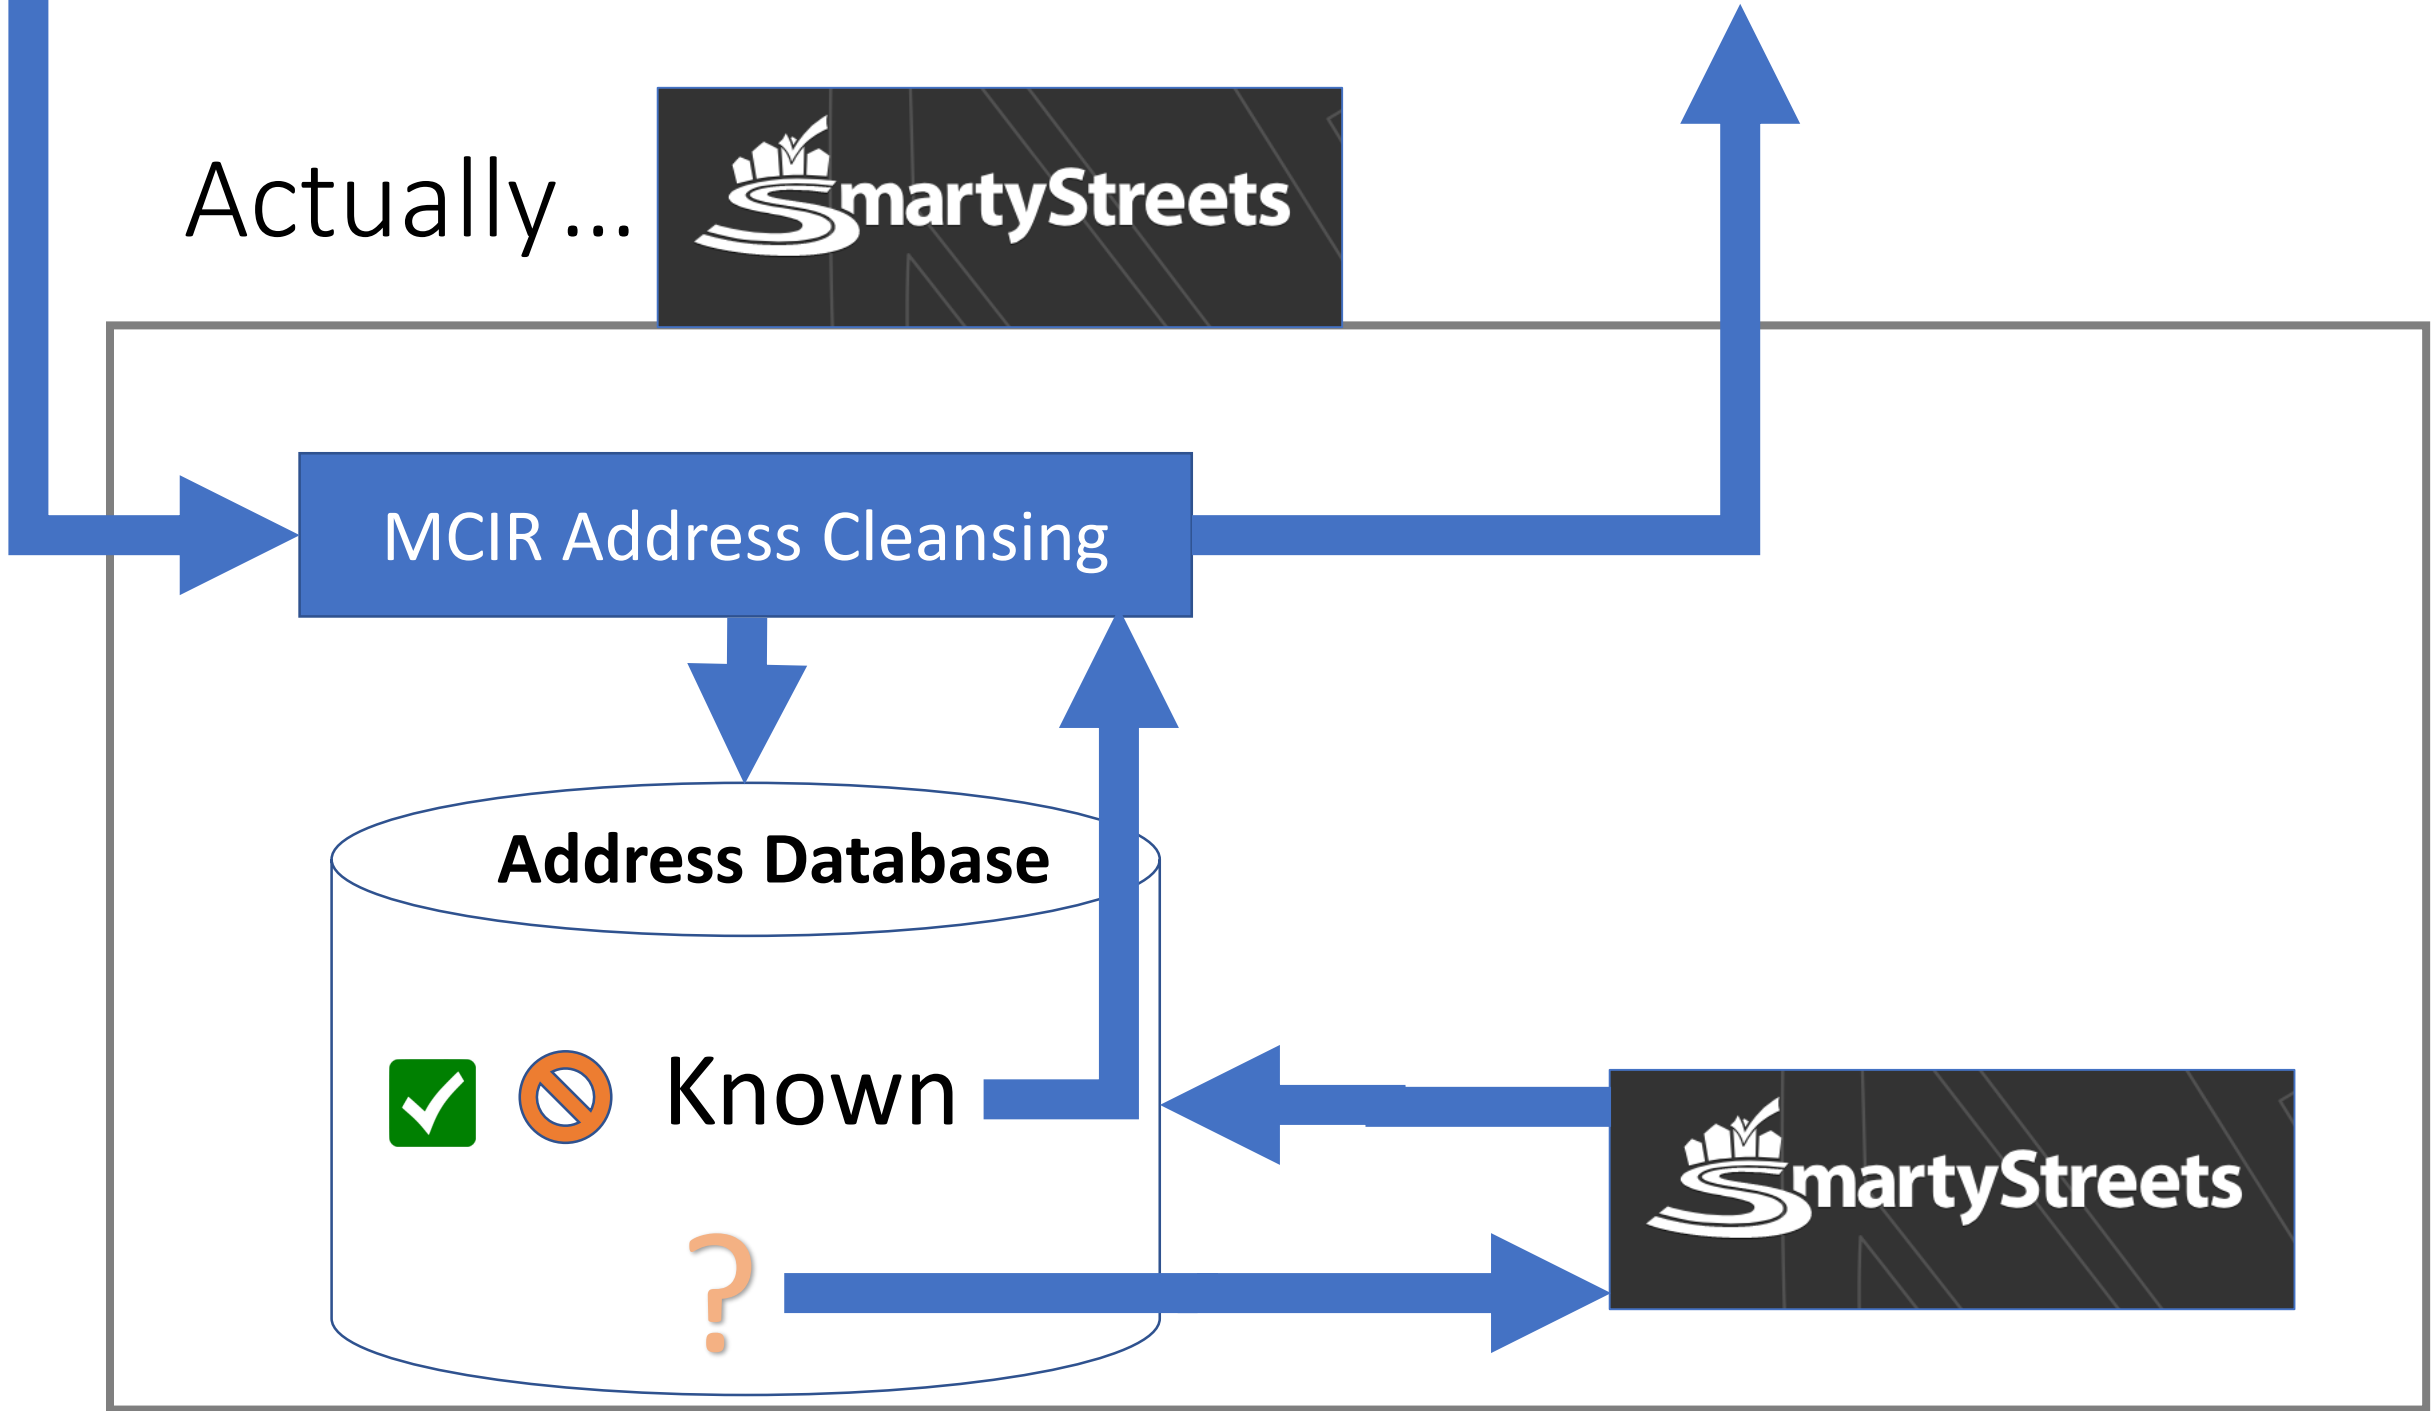 Actually...
SmartyStreets
MCIR Address Cleansing
Address Database
Known
SmartyStreets
?